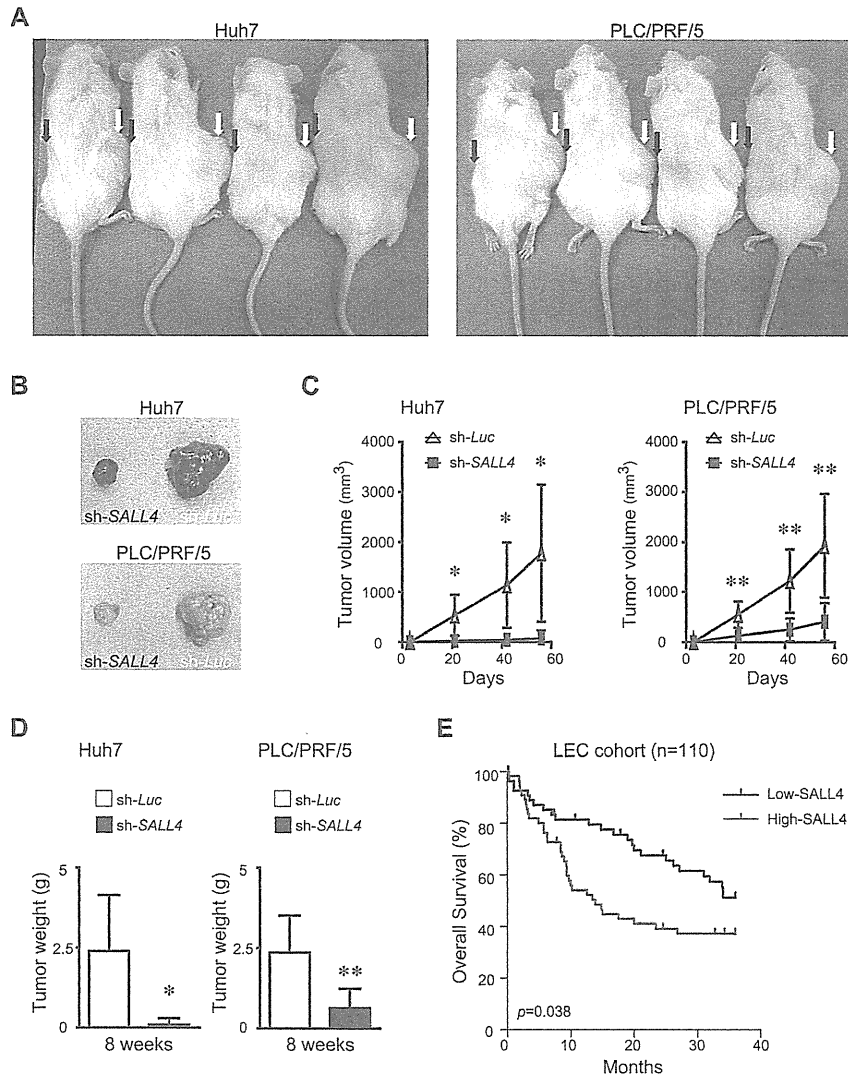 A
Huh7
PLC/PRF/5
B
Huh7
sh-SALL4
sh-Luc
PLC/PRF/5
sh-SALL4
sh-Luc
C
Huh7
sh-Luc
sh-SALL4
Tumor volume (mm³)
4000
3000
2000
1000
0
* * *
0 20 40 60
Days
PLC/PRF/5
sh-Luc
sh-SALL4
Tumor volume (mm³)
4000
3000
2000
1000
0
** ** **
0 20 40 60
Days
D
Huh7
sh-Luc
sh-SALL4
Tumor weight (g)
5
2.5
0
*
8 weeks
PLC/PRF/5
sh-Luc
sh-SALL4
Tumor weight (g)
5
2.5
0
**
8 weeks
E
LEC cohort (n=110)
Low-SALL4
High-SALL4
Overall Survival (%)
100
80
60
40
20
0
p=0.038
0 10 20 30 40
Months